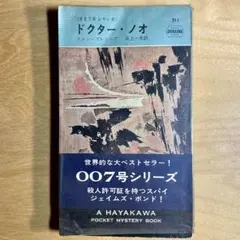 ドクター・ノオ
世界的な大ベストセラー！
007号シリーズ
殺人許可証を持つスパイ
ジェイムズ・ボンド！
A HAYAKAWA
POCKET MYSTERY BOOK